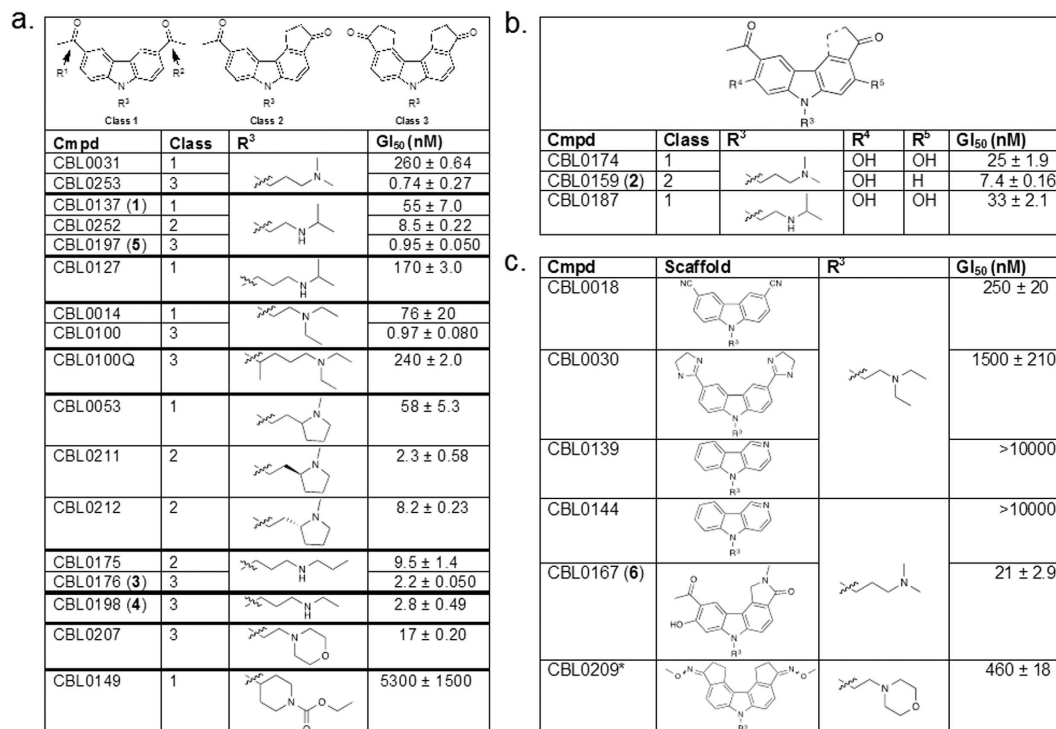 a.
O O O O O O
R¹ R² N R³ N R³ N R³
Class 1 Class 2 Class 3
Cmpd Class R³ GI₅₀ (nM)
CBL0031 1 260 ± 0.64
N
CBL0253 3 0.74 ± 0.27
CBL0137 (1) 1 55 ± 7.0
CBL0252 2 N H 8.5 ± 0.22
CBL0197 (5) 3 0.95 ± 0.050
CBL0127 1 N H 170 ± 3.0
CBL0014 1 N 76 ± 20
CBL0100 3 0.97 ± 0.080
CBL0100Q 3 N 240 ± 2.0
CBL0053 1 N 58 ± 5.3
CBL0211 2 N 2.3 ± 0.58
CBL0212 2 N 8.2 ± 0.23
CBL0175 2 N H 9.5 ± 1.4
CBL0176 (3) 3 2.2 ± 0.050
CBL0198 (4) 3 N H 2.8 ± 0.49
CBL0207 3 N O 17 ± 0.20
CBL0149 1 N O O 5300 ± 1500
b.
O O
R⁴ N R³ R⁵
Cmpd Class R³ R⁴ R⁵ GI₅₀ (nM)
CBL0174 1 OH OH 25 ± 1.9
CBL0159 (2) 2 N OH H 7.4 ± 0.16
CBL0187 1 N H OH OH 33 ± 2.1
c.
Cmpd Scaffold R³ GI₅₀ (nM)
CBL0018 NC CN N R³ 250 ± 20
CBL0030 N N N N N R³ N 1500 ± 210
CBL0139 N N R³ >10000
CBL0144 N N R³ >10000
CBL0167 (6) O N O HO N R³ N 21 ± 2.9
CBL0209* O N N O N N O 460 ± 18